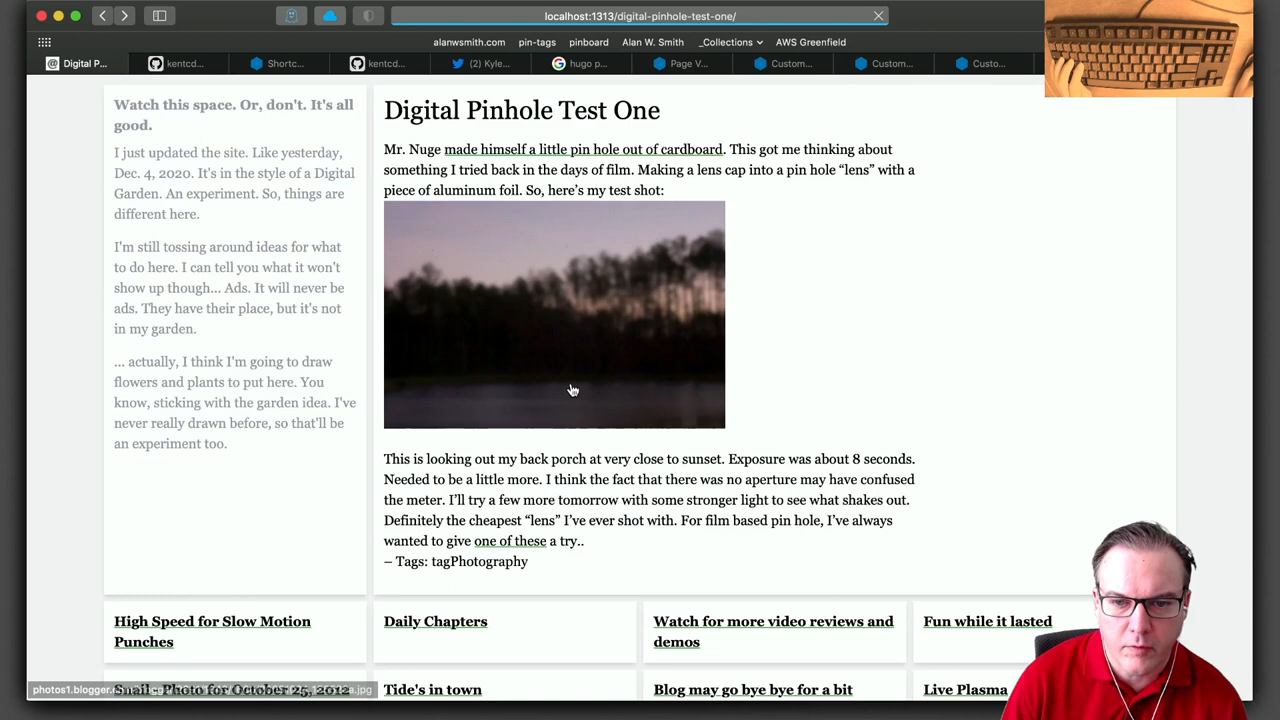 localhost:1313/digital-pinhole-test-one/
alanwsmith.com pin-tags pinboard Alan W. Smith _Collections AWS Greenfield
Digital P... kentcd... Shortc... kentcd... (2) Kyle... hugo p... Page V... Custom... Custom... Custo...
Watch this space. Or, don't. It's all
good.
I just updated the site. Like yesterday,
Dec. 4, 2020. It's in the style of a Digital
Garden. An experiment. So, things are
different here.
I'm still tossing around ideas for what
to do here. I can tell you what it won't
show up though... Ads. It will never be
ads. They have their place, but it's not
in my garden.
... actually, I think I'm going to draw
flowers and plants to put here. You
know, sticking with the garden idea. I've
never really drawn before, so that'll be
an experiment too.
Digital Pinhole Test One
Mr. Nuge made himself a little pin hole out of cardboard. This got me thinking about
something I tried back in the days of film. Making a lens cap into a pin hole “lens” with a
piece of aluminum foil. So, here’s my test shot:
This is looking out my back porch at very close to sunset. Exposure was about 8 seconds.
Needed to be a little more. I think the fact that there was no aperture may have confused
the meter. I’ll try a few more tomorrow with some stronger light to see what shakes out.
Definitely the cheapest “lens” I’ve ever shot with. For film based pin hole, I’ve always
wanted to give one of these a try..
– Tags: tagPhotography
High Speed for Slow Motion
Punches
Daily Chapters
Watch for more video reviews and
demos
Fun while it lasted
Tide's in town
Blog may go bye bye for a bit
Live Plasma